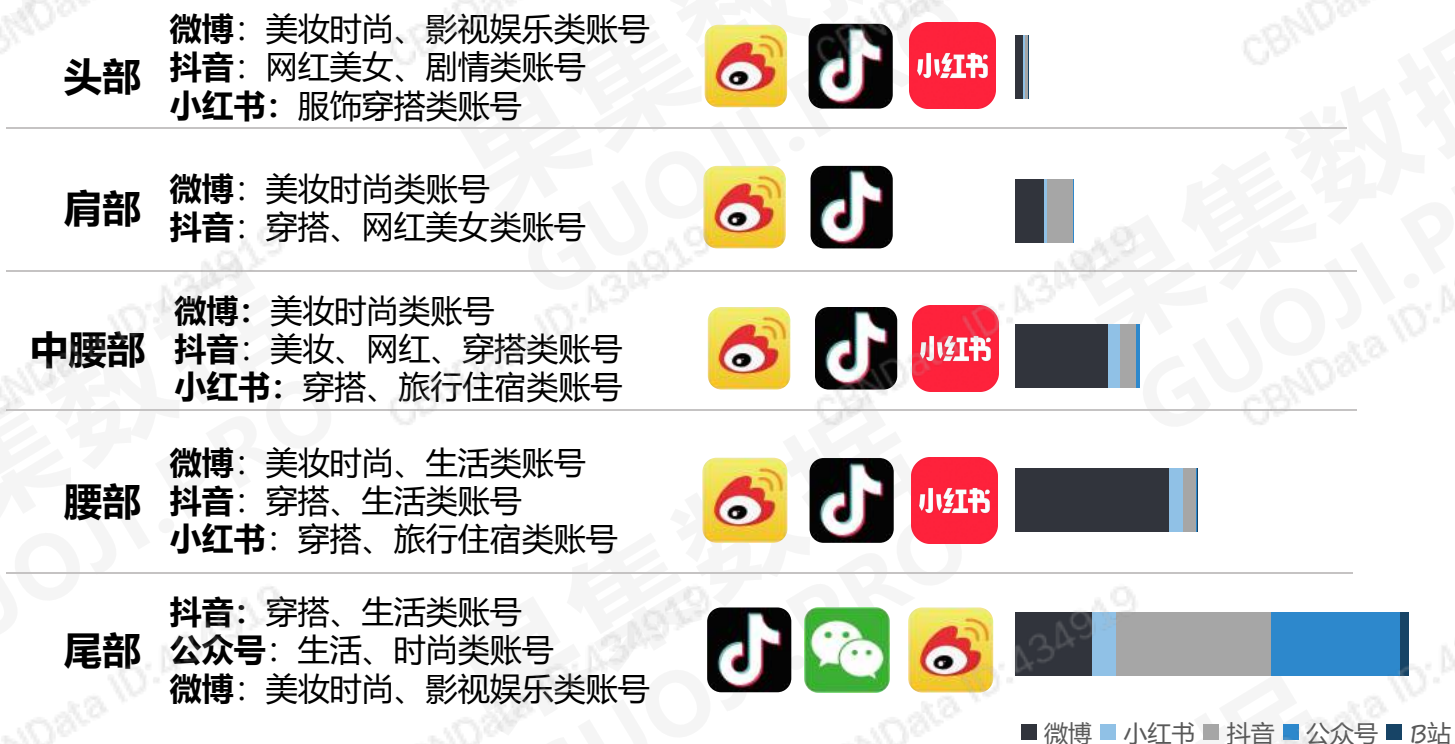 头部
微博：美妆时尚、影视娱乐类账号
抖音：网红美女、剧情类账号
小红书：服饰穿搭类账号
小红书
肩部
微博：美妆时尚类账号
抖音：穿搭、网红美女类账号
中腰部
微博：美妆时尚类账号
抖音：美妆、网红、穿搭类账号
小红书：穿搭、旅行住宿类账号
小红书
腰部
微博：美妆时尚、生活类账号
抖音：穿搭、生活类账号
小红书：穿搭、旅行住宿类账号
小红书
尾部
抖音：穿搭、生活类账号
公众号：生活、时尚类账号
微博：美妆时尚、影视娱乐类账号
微博 小红书 抖音 公众号 B站
果集数据
GUOJI.PRO
CBNData ID:434919